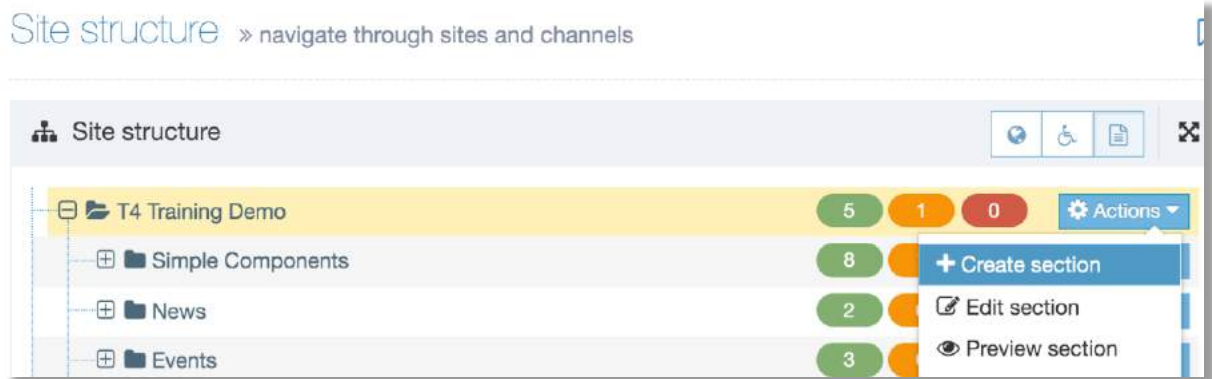 Site structure » navigate through sites and channels
Site structure
T4 Training Demo 5 1 0 Actions
Simple Components 8 Create section
News 2 Edit section
Events 3 Preview section